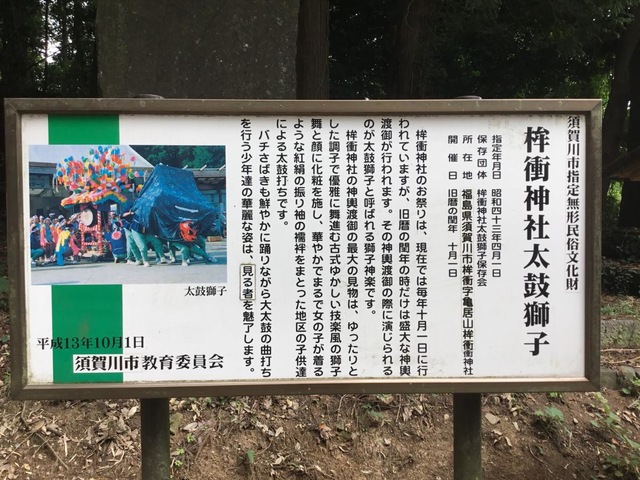 須賀川市指定無形民俗文化財
桙衝神社太鼓獅子
指定年月日　昭和四十三年四月一日
保存団体　桙衝神社太鼓獅子保存会
所在地　福島県須賀川市桙衝字亀居山桙衝神社
開催日　旧暦の閏年　十月一日
桙衝神社のお祭りは、現在では毎年十月一日に行
われていますが、旧暦の閏年の時だけは盛大な神輿
渡御が行われます。その神輿渡御の際に演じられる
のが太鼓獅子と呼ばれる獅子神楽です。
桙衝神社の神輿渡御の最大の見物は、ゆったりと
した調子で優雅に舞進む古式ゆかしい技楽風の獅子
舞と顔に化粧を施し、華やかでまるで女の子が着る
ような紅絹の振り袖の襦袢をまとった地区の子供達
による太鼓打ちです。
バチさばきも鮮やかに踊りながら大太鼓の曲打ち
を行う少年達の華麗な姿は、見る者を魅了します。
太鼓獅子
平成13年10月1日
須賀川市教育委員会